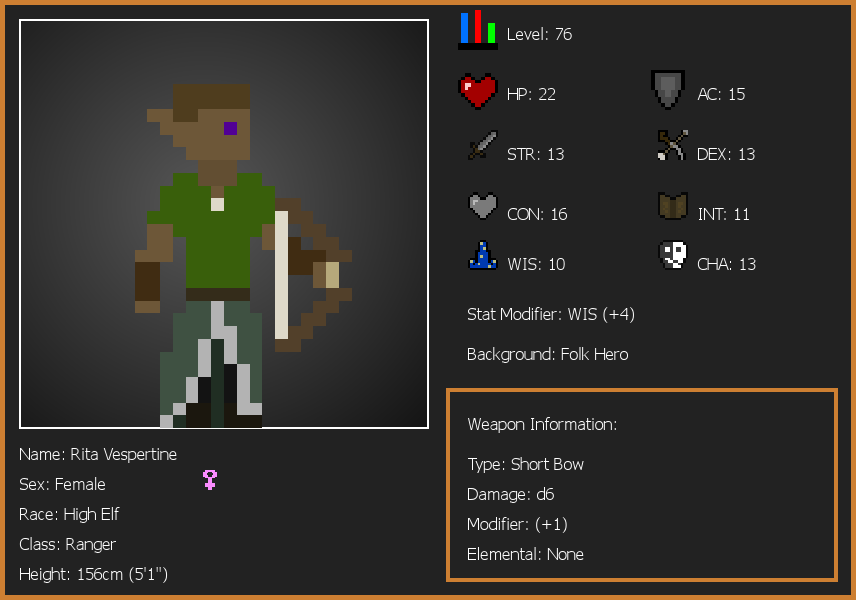 Level: 76
HP: 22
AC: 15
STR: 13
DEX: 13
CON: 16
INT: 11
WIS: 10
CHA: 13
Stat Modifier: WIS (+4)
Background: Folk Hero
Weapon Information:
Type: Short Bow
Damage: d6
Modifier: (+1)
Elemental: None
Name: Rita Vespertine
Sex: Female
Race: High Elf
Class: Ranger
Height: 156cm (5'1")